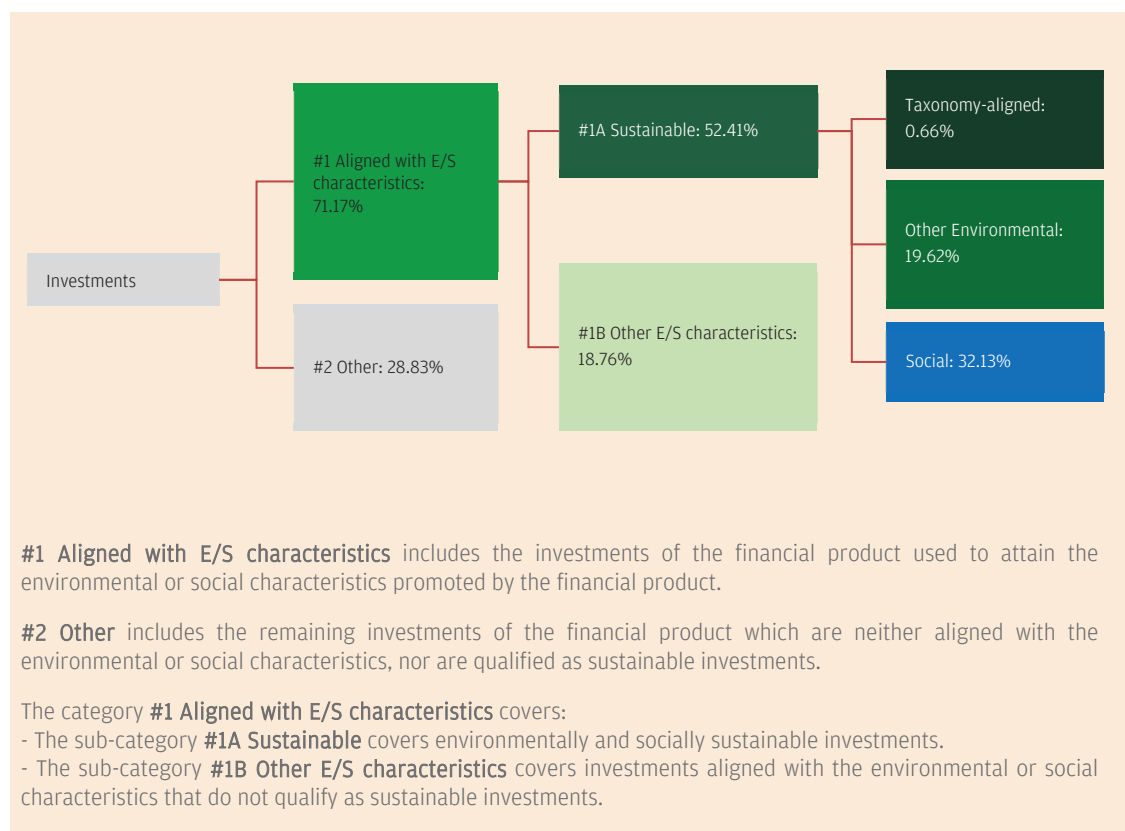 Investments
#1 Aligned with E/S
characteristics:
71.17%
#2 Other: 28.83%
#1A Sustainable: 52.41%
#1B Other E/S characteristics:
18.76%
Taxonomy-aligned:
0.66%
Other Environmental:
19.62%
Social: 32.13%
#1 Aligned with E/S characteristics includes the investments of the financial product used to attain the
environmental or social characteristics promoted by the financial product.
#2 Other includes the remaining investments of the financial product which are neither aligned with the
environmental or social characteristics, nor are qualified as sustainable investments.
The category #1 Aligned with E/S characteristics covers:
- The sub-category #1A Sustainable covers environmentally and socially sustainable investments.
- The sub-category #1B Other E/S characteristics covers investments aligned with the environmental or social
characteristics that do not qualify as sustainable investments.